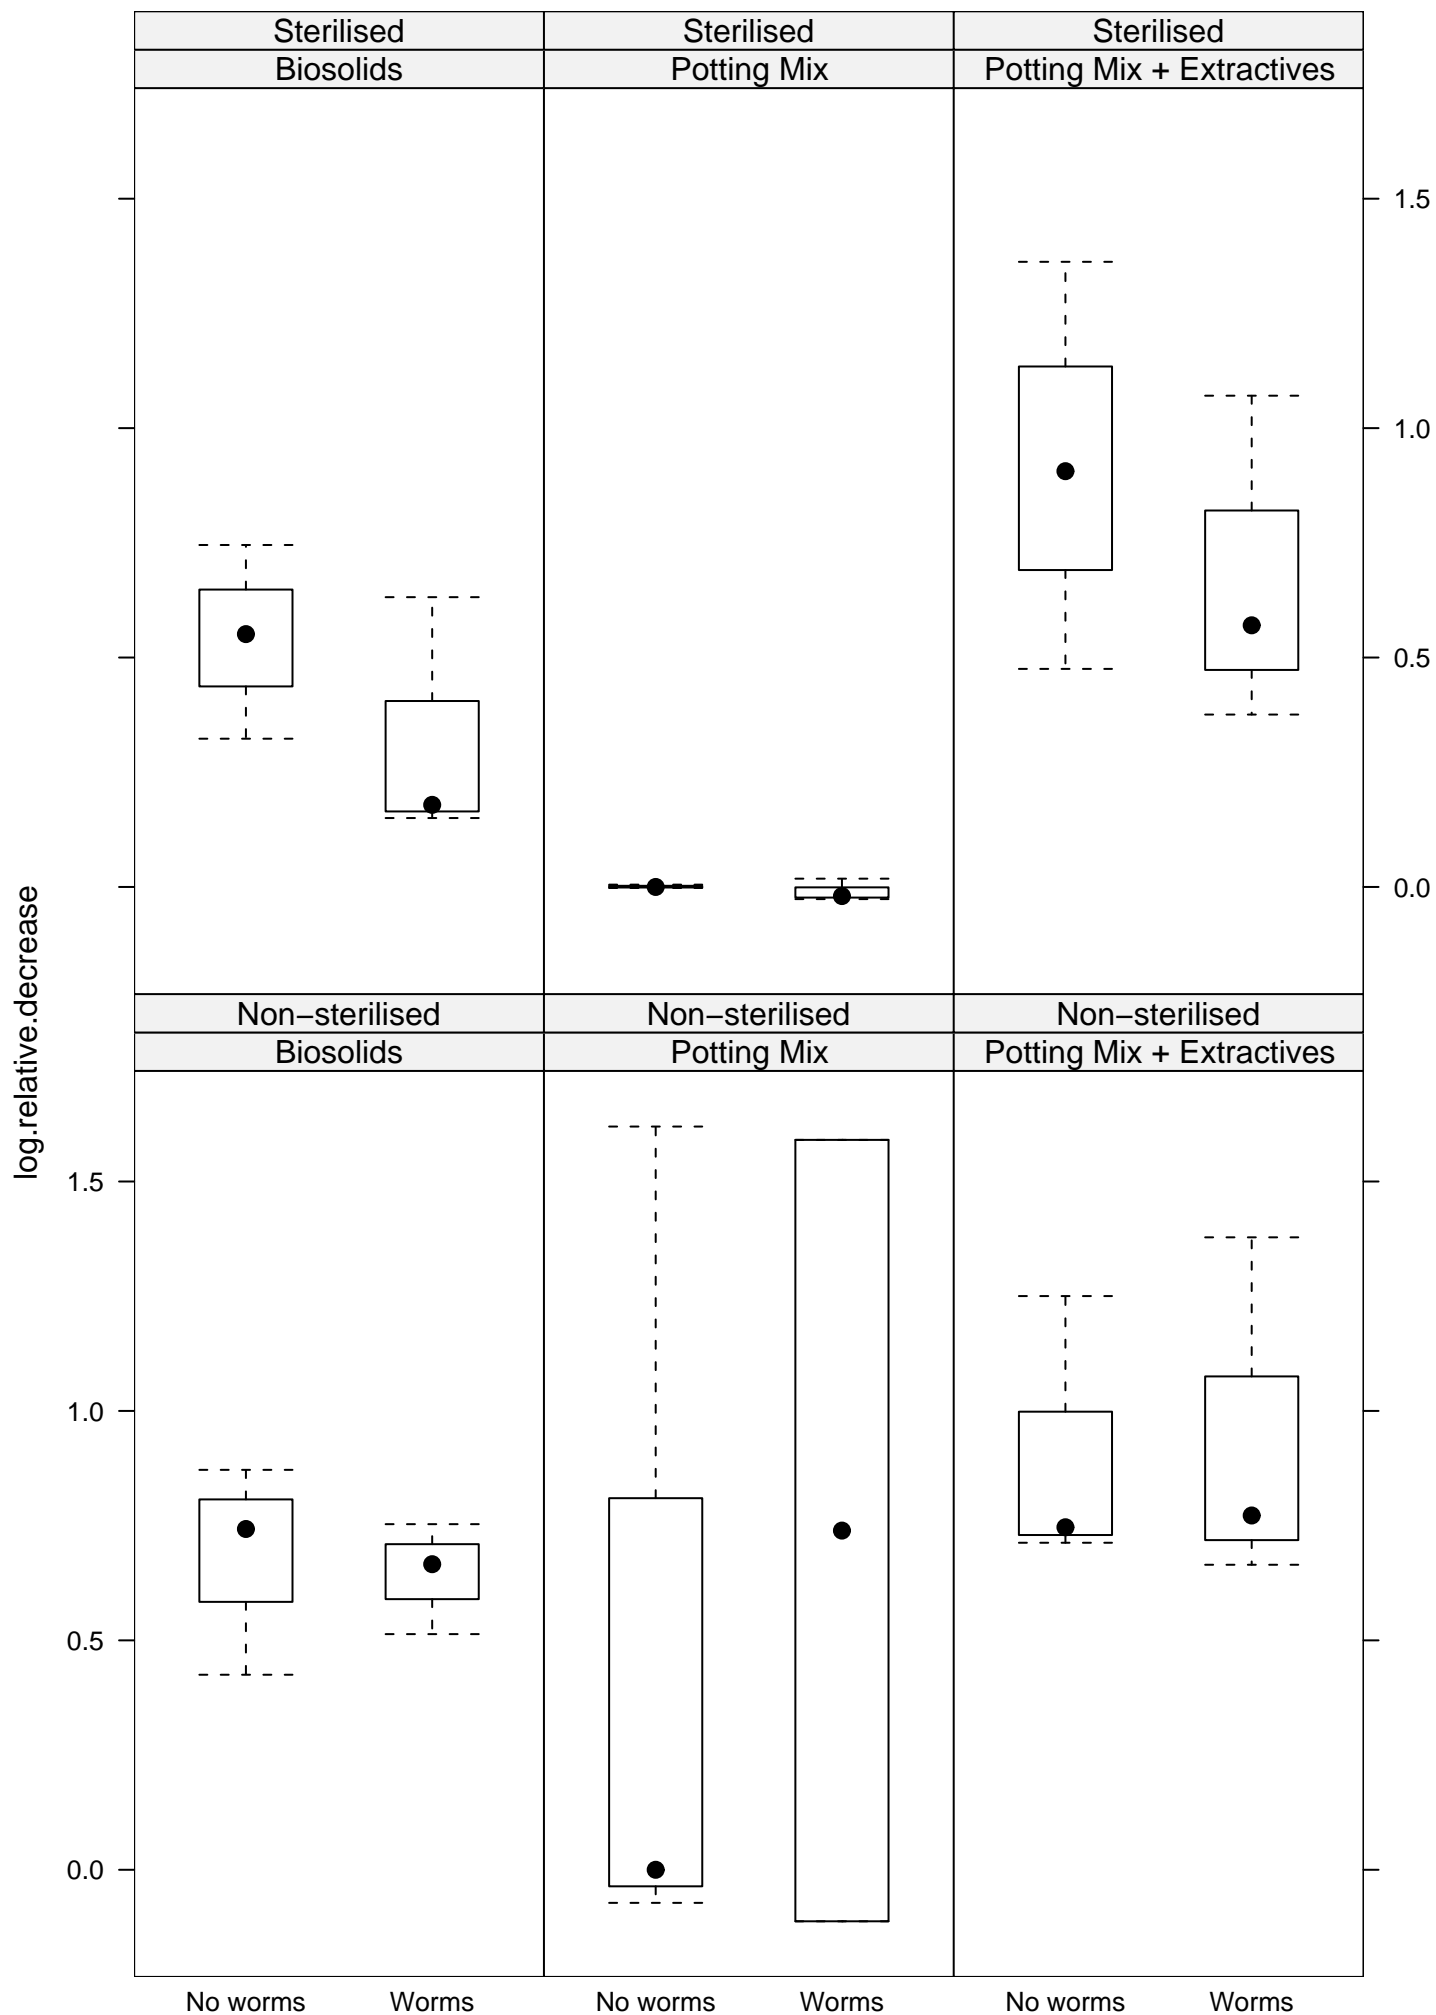 Sterilised Sterilised Sterilised
Biosolids Potting Mix Potting Mix + Extractives
1.5
1.0
0.5
0.0
log.relative.decrease
Non−sterilised Non−sterilised Non−sterilised
Biosolids Potting Mix Potting Mix + Extractives
1.5
1.0
0.5
0.0
No worms Worms No worms Worms No worms Worms